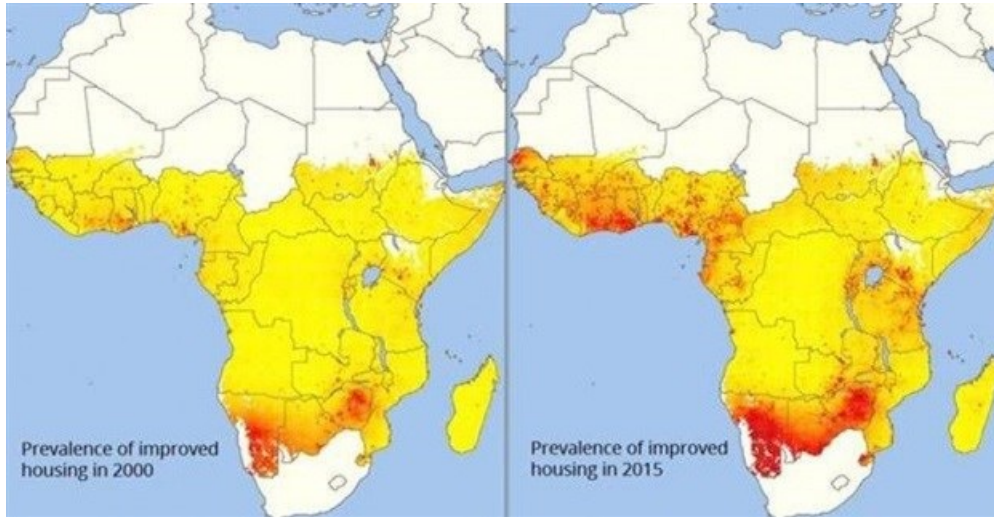 Prevalence of improved
housing in 2000
Prevalence of improved
housing in 2015